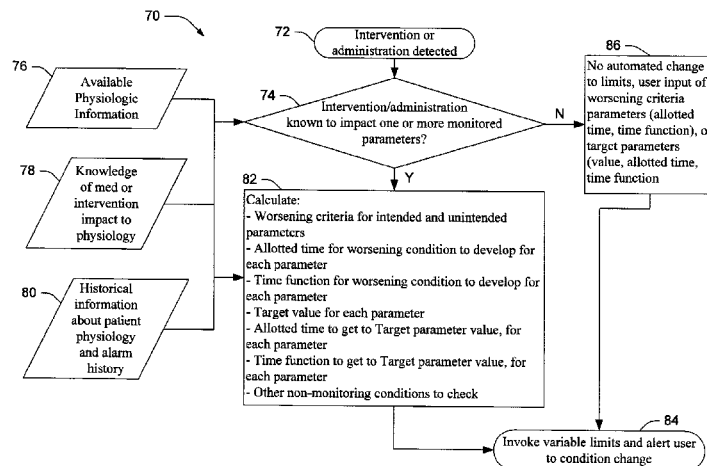 70
72
Intervention or
administration detected
76
Available
Physiologic
Information
74
Intervention/administration
known to impact one or more monitored
parameters?
N
Y
86
No automated change
to limits, user input of
worsening criteria
parameters (allotted
time, time function), o
target parameters
(value, allotted time,
time function
78
Knowledge
of med or
intervention
impact to
physiology
82
Calculate:
- Worsening criteria for intended and unintended
parameters
- Allotted time for worsening condition to develop for
each parameter
- Time function for worsening condition to develop for
each parameter
- Target value for each parameter
- Allotted time to get to Target parameter value, for
each parameter
- Time function to get to Target parameter value, for
each parameter
- Other non-monitoring conditions to check
80
Historical
information
about patient
physiology
and alarm
history
84
Invoke variable limits and alert user
to condition change